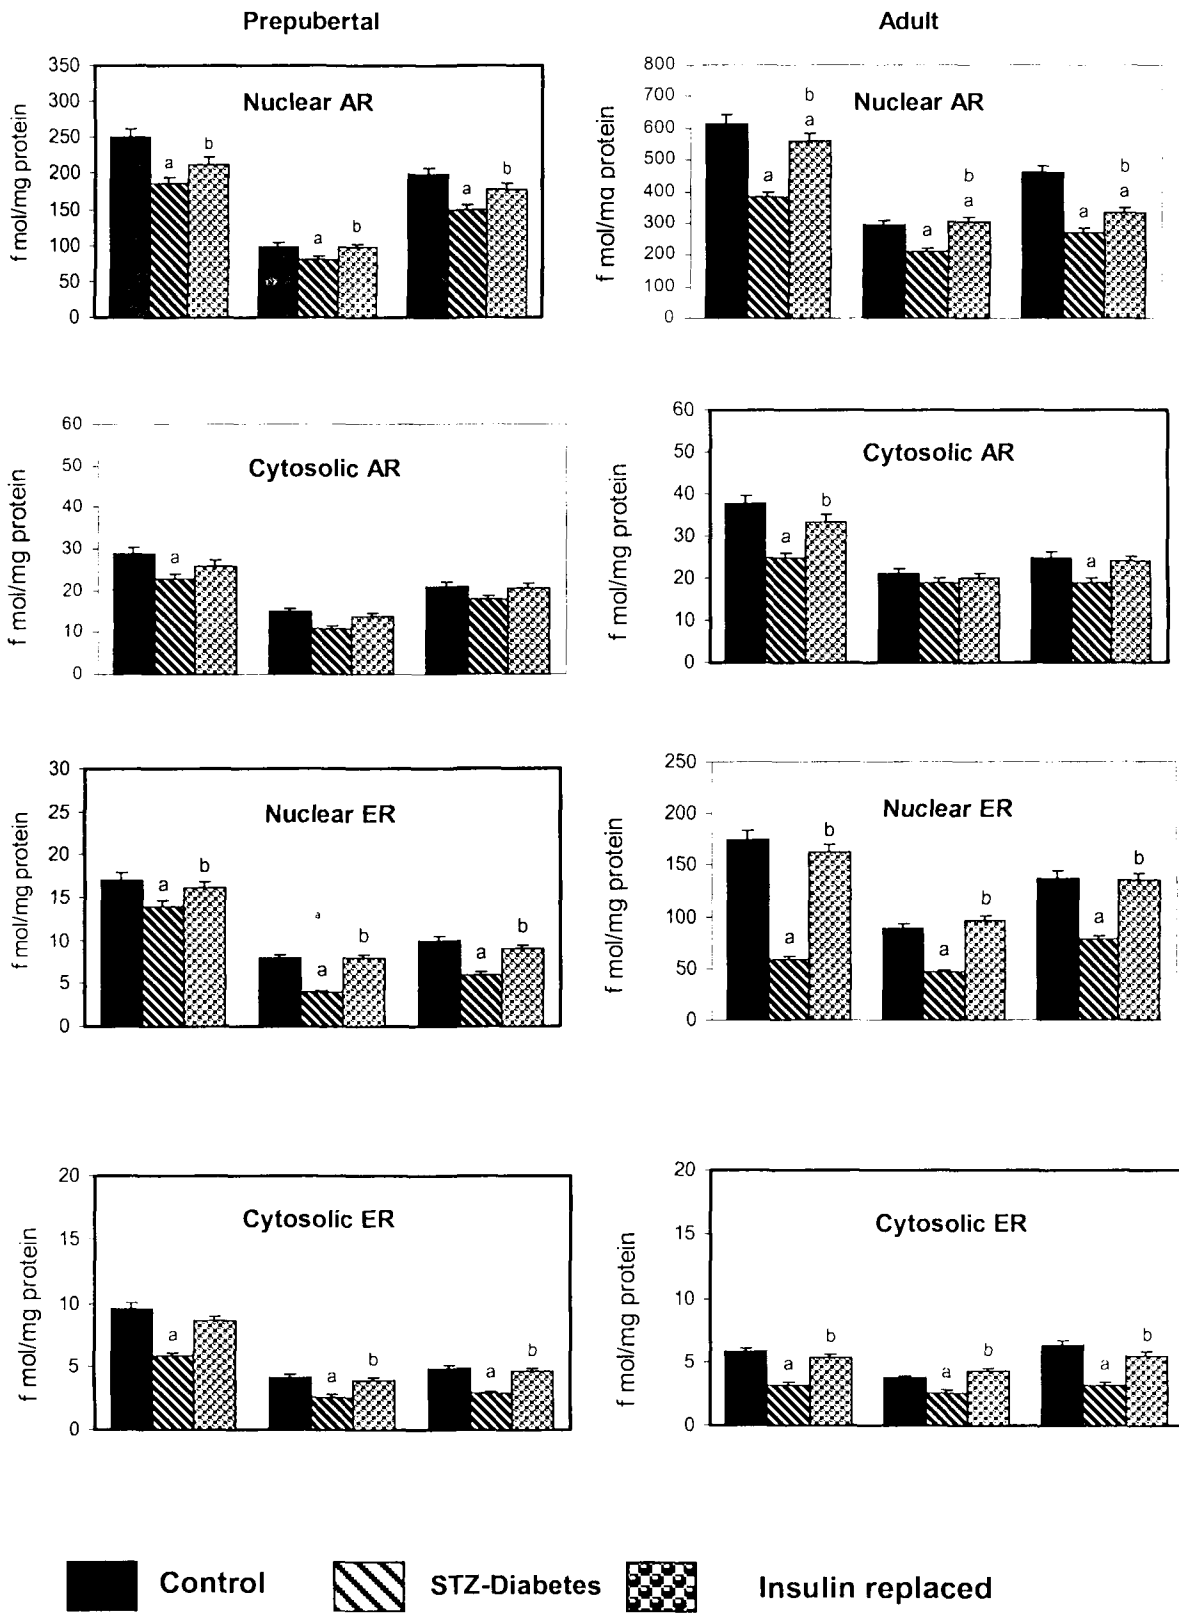 Prepubertal
Adult
350
300
250
200
150
100
50
0
f mol/mg protein
Nuclear AR
a
b
a
b
a
b
800
700
600
500
400
300
200
100
0
f mol/mg protein
Nuclear AR
a
b
a
a
b
a
a
b
a
60
50
40
30
20
10
0
f mol/mg protein
Cytosolic AR
a
60
50
40
30
20
10
0
f mol/mg protein
Cytosolic AR
a
b
a
30
25
20
15
10
5
0
f mol/mg protein
Nuclear ER
a
b
a
a
b
a
b
250
200
150
100
50
0
f mol/mg protein
Nuclear ER
a
b
a
b
a
b
20
15
10
5
0
f mol/mg protein
Cytosolic ER
a
a
b
a
b
20
15
10
5
0
f mol/mg protein
Cytosolic ER
a
b
a
b
a
b
Control
STZ-Diabetes
Insulin replaced